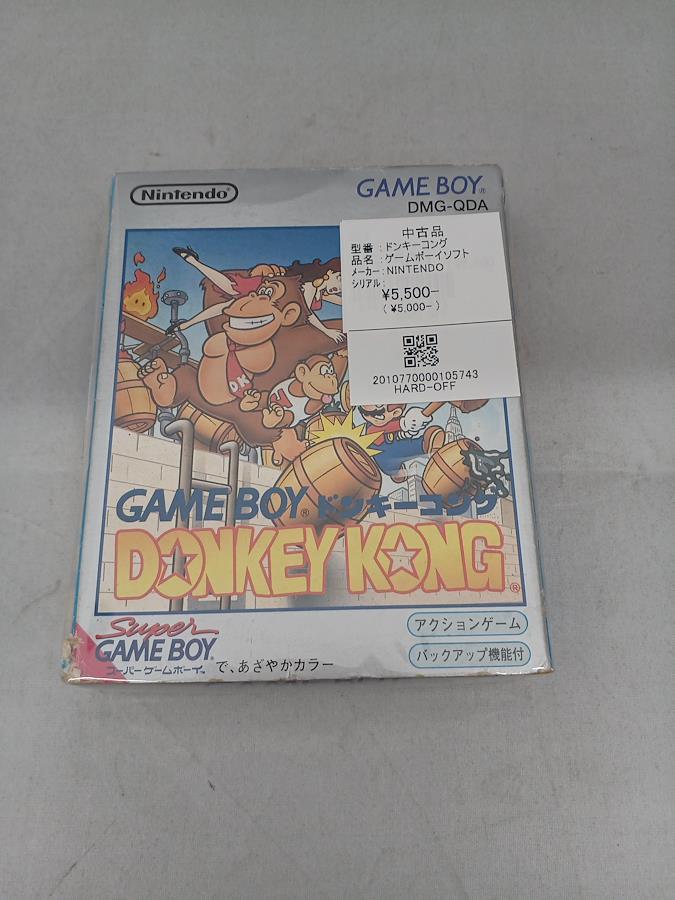 Nintendo
GAME BOY®
DMG-QDA
中古品
型番 : ドンキーコング
品名 : ゲームボーイソフト
メーカー : NINTENDO
シリアル :
¥5,500-
( ¥5,000- )
2010770000105743
HARD-OFF
DK
GAME BOY® ドンキーコング
DONKEY KONG®
Super
GAME BOY.
スーパーゲームボーイ™ で、あざやかカラー
アクションゲーム
バックアップ機能付